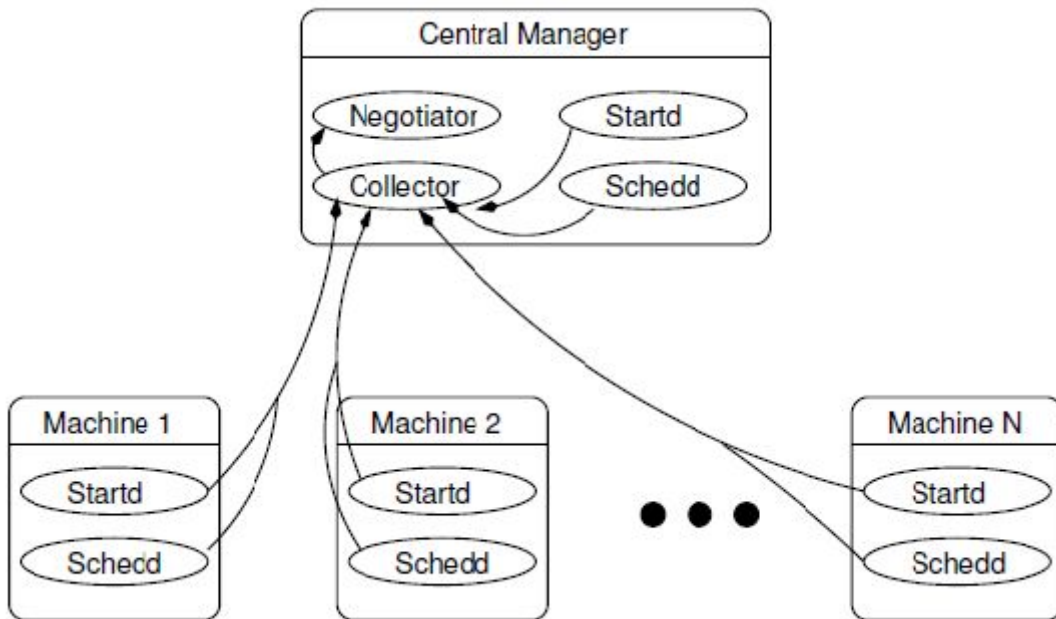 Central Manager
Negotiator
Startd
Collector
Schedd
Machine 1
Startd
Schedd
Machine 2
Startd
Schedd
Machine N
Startd
Schedd